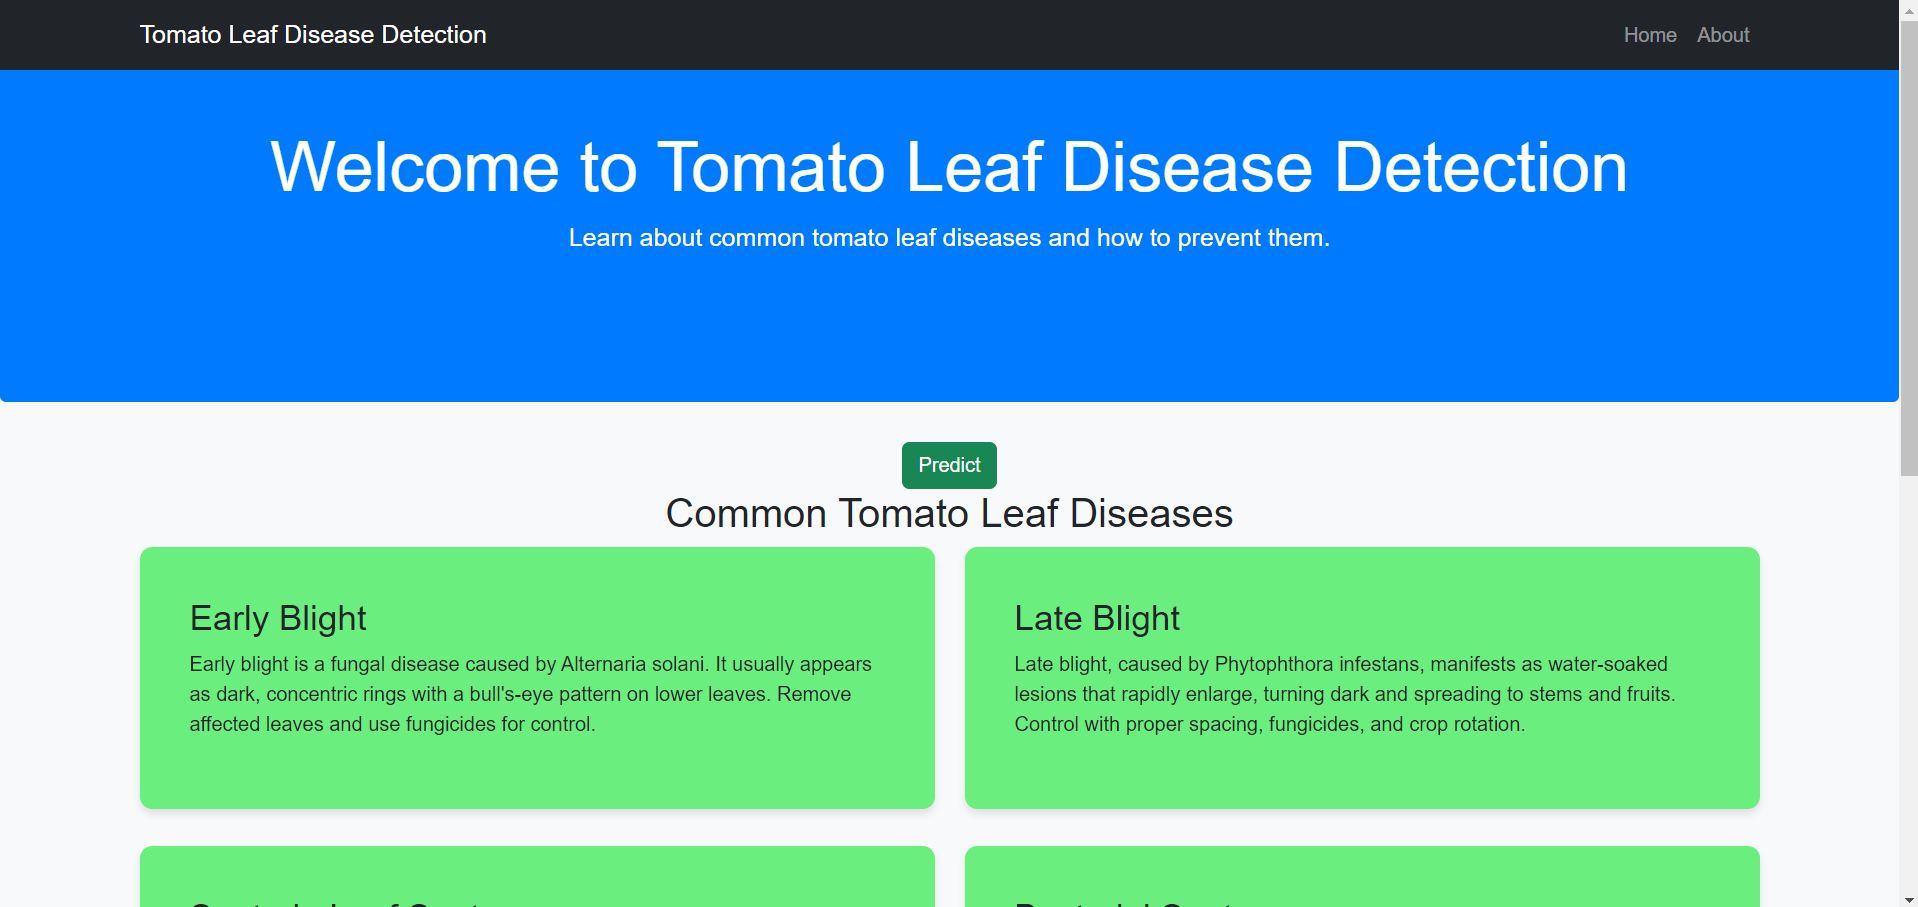 Tomato Leaf Disease Detection
Home About
Welcome to Tomato Leaf Disease Detection
Learn about common tomato leaf diseases and how to prevent them.
Predict
Common Tomato Leaf Diseases
Early Blight
Early blight is a fungal disease caused by Alternaria solani. It usually appears
as dark, concentric rings with a bull's-eye pattern on lower leaves. Remove
affected leaves and use fungicides for control.
Late Blight
Late blight, caused by Phytophthora infestans, manifests as water-soaked
lesions that rapidly enlarge, turning dark and spreading to stems and fruits.
Control with proper spacing, fungicides, and crop rotation.